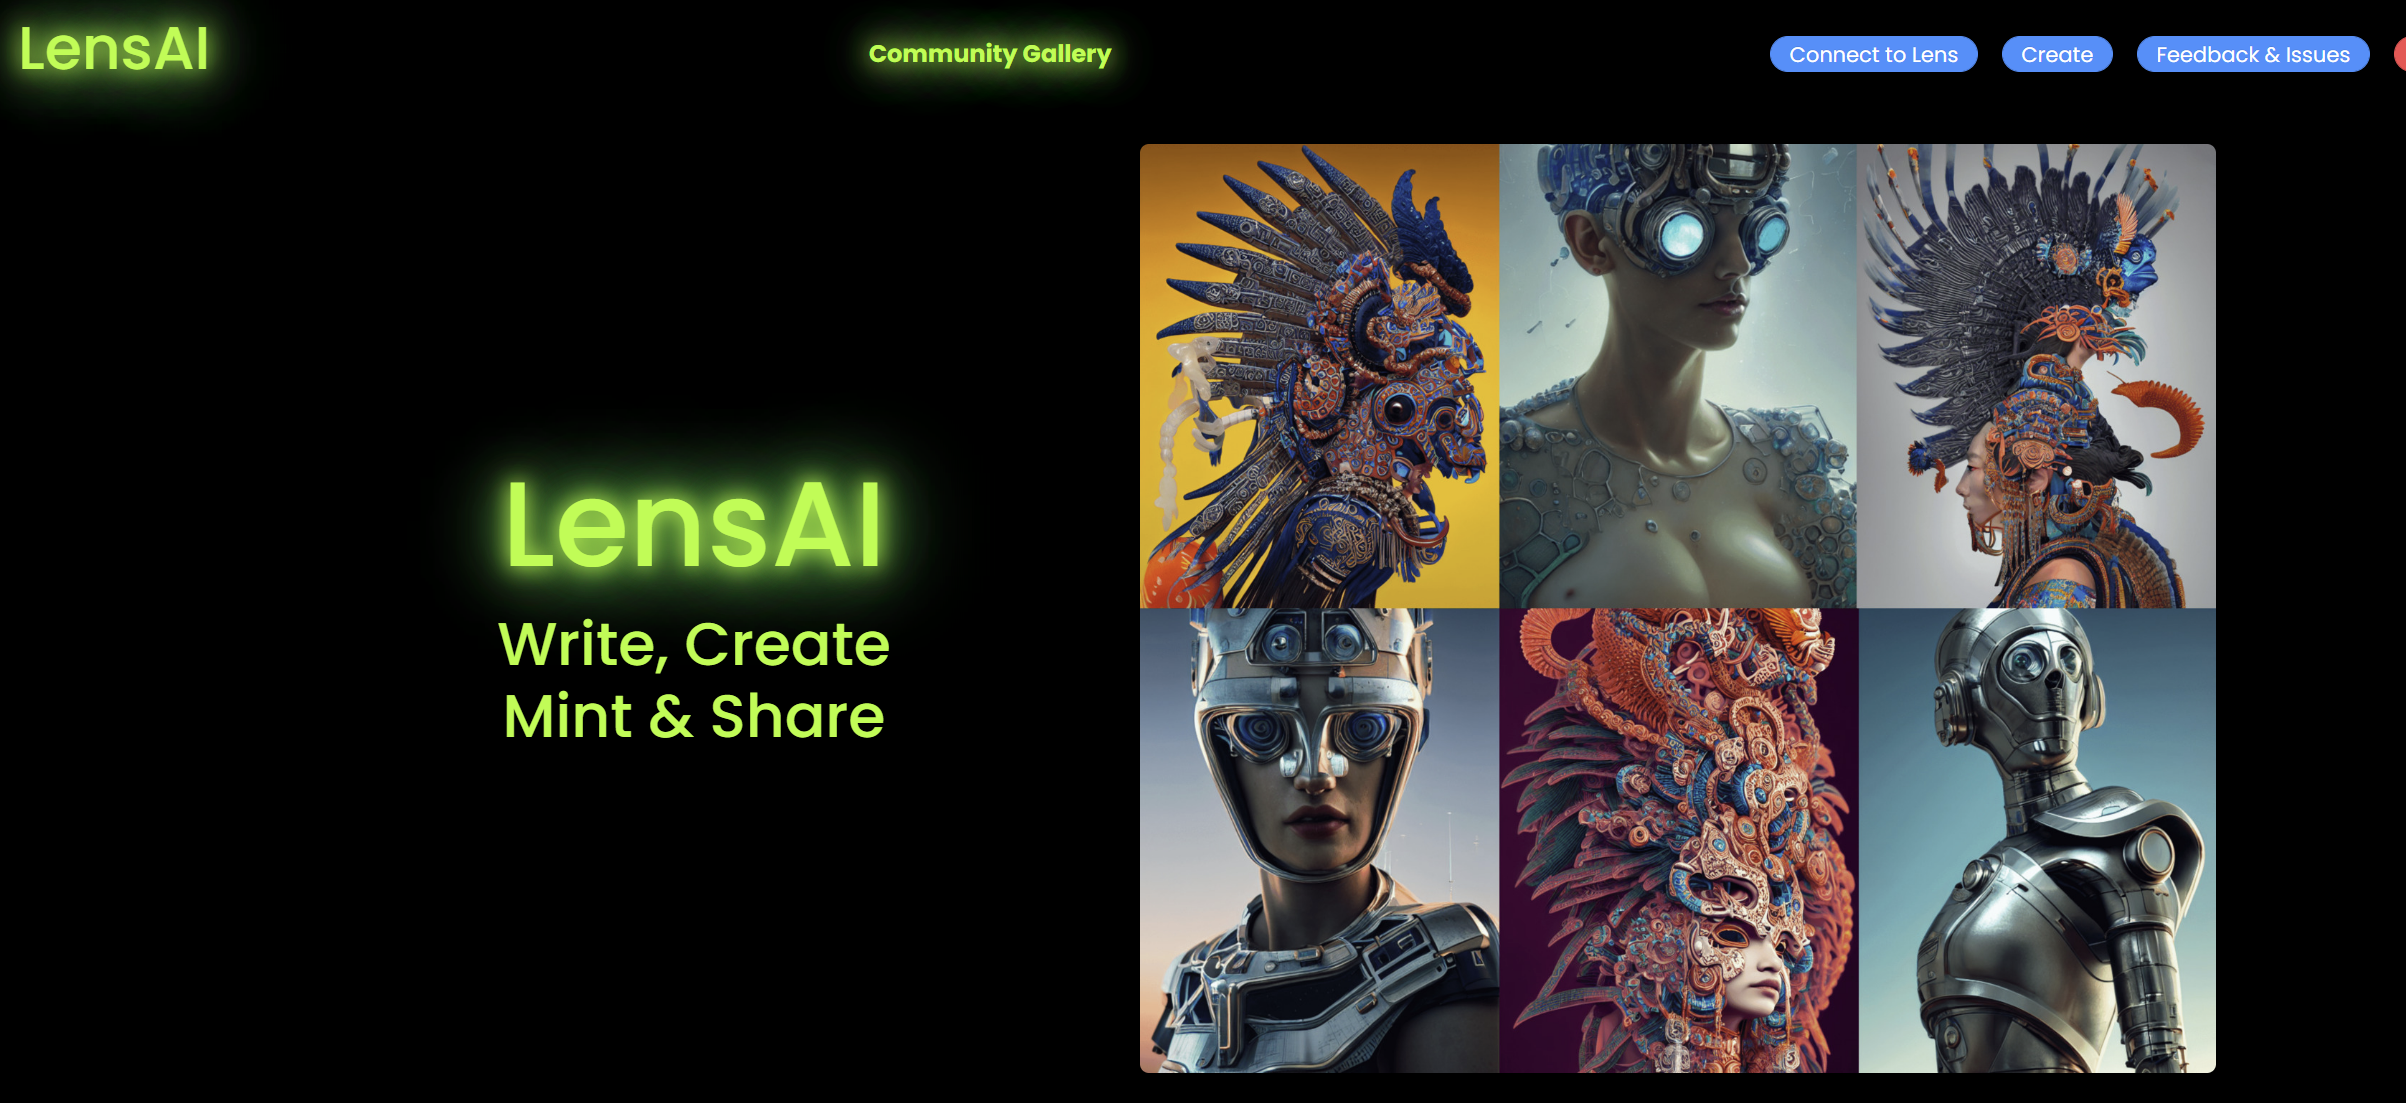 LensAI
Community Gallery
Connect to Lens
Create
Feedback & Issues
LensAI
Write, Create
Mint & Share